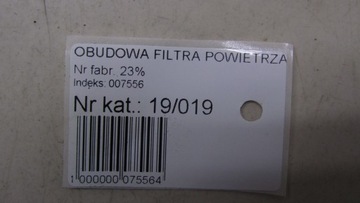 OBUDOWA FILTRA POWIETRZA
Nr fabr. 23%
Indeks: 007556
Nr kat.: 19/019
1 000000 075564